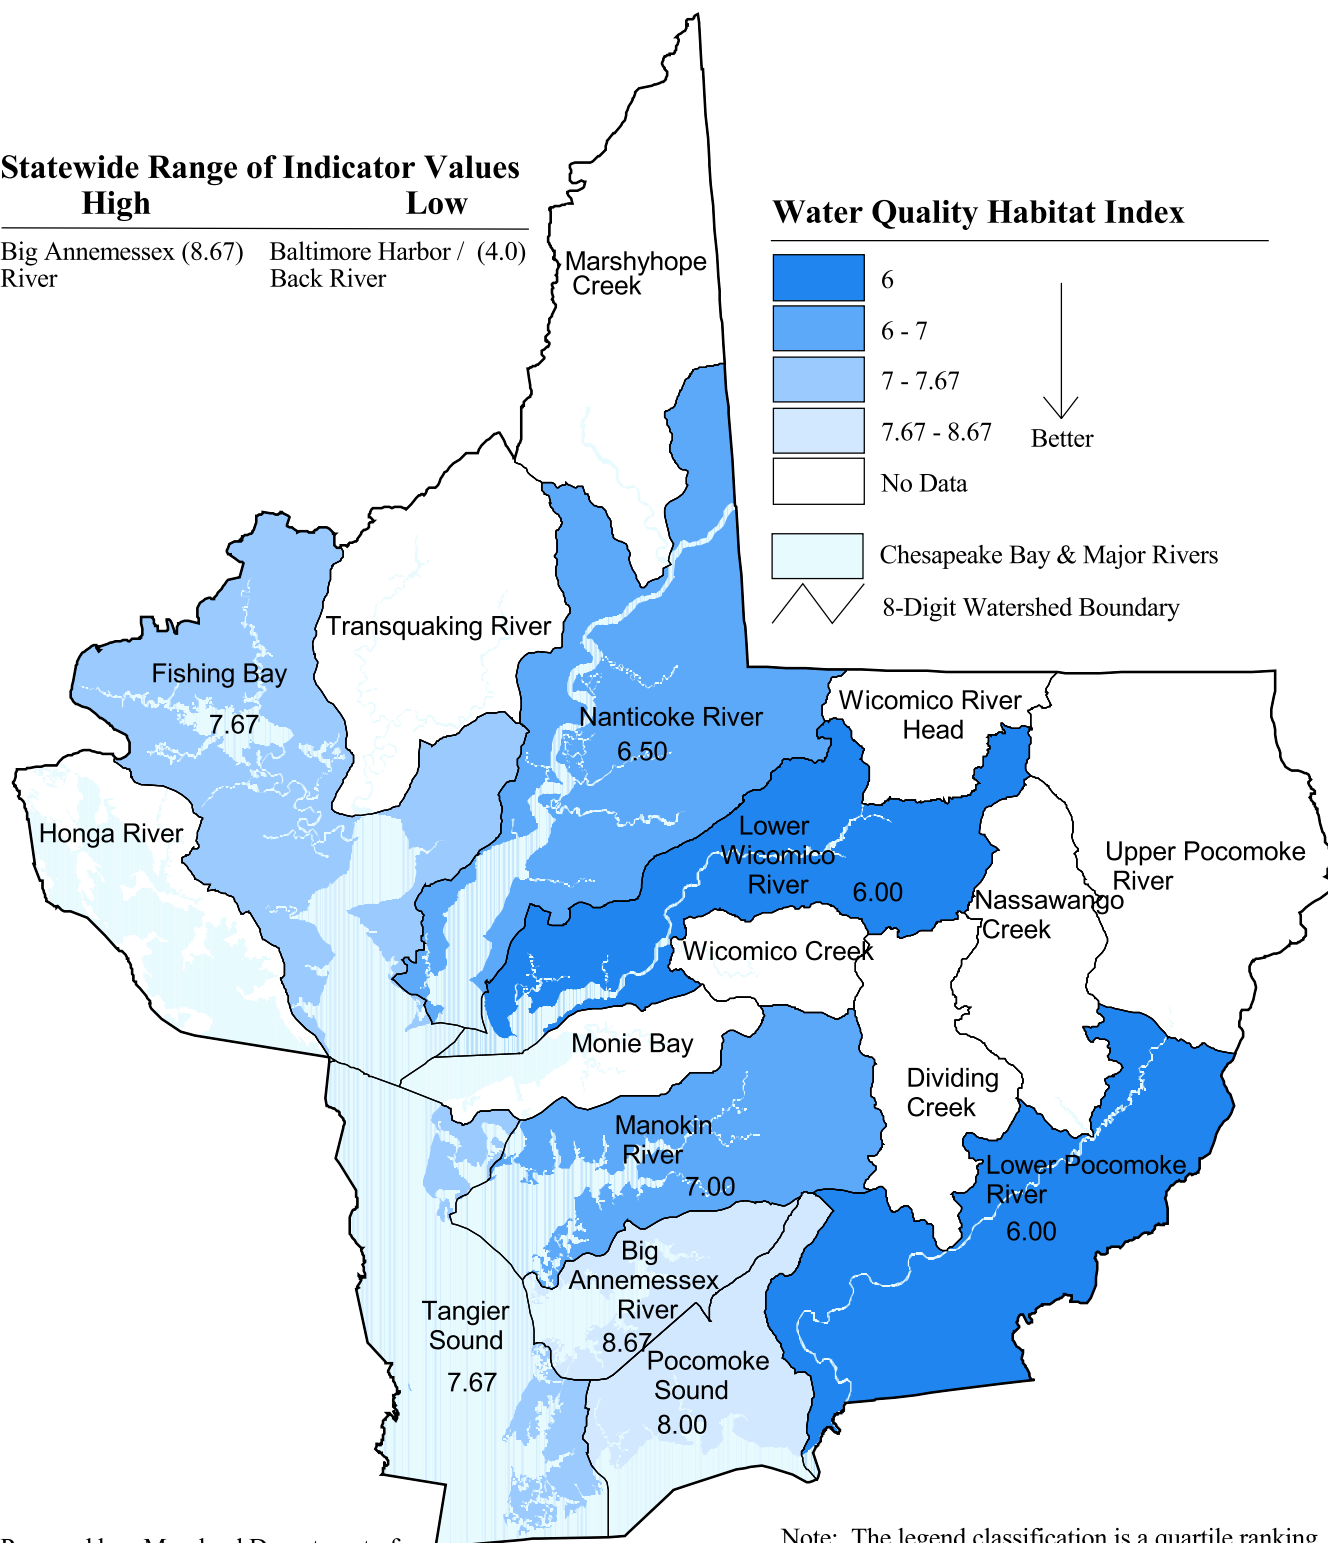 Statewide Range of Indicator Values
High Low
Big Annemessex (8.67) Baltimore Harbor / (4.0)
River Back River
Water Quality Habitat Index
6
6 - 7
7 - 7.67
7.67 - 8.67
Better
No Data
Chesapeake Bay & Major Rivers
8-Digit Watershed Boundary
Marshyhope
Creek
Transquaking River
Fishing Bay
7.67
Nanticoke River
6.50
Wicomico River
Head
Honga River
Lower
Wicomico
River
6.00
Upper Pocomoke
River
Nassawango
Creek
Wicomico Creek
Monie Bay
Dividing
Creek
Manokin
River
7.00
Lower Pocomoke
River
6.00
Big
Annemessex
River
8.67
Tangier
Sound
7.67
Pocomoke
Sound
8.00
Note: The legend classification is a quartile ranking